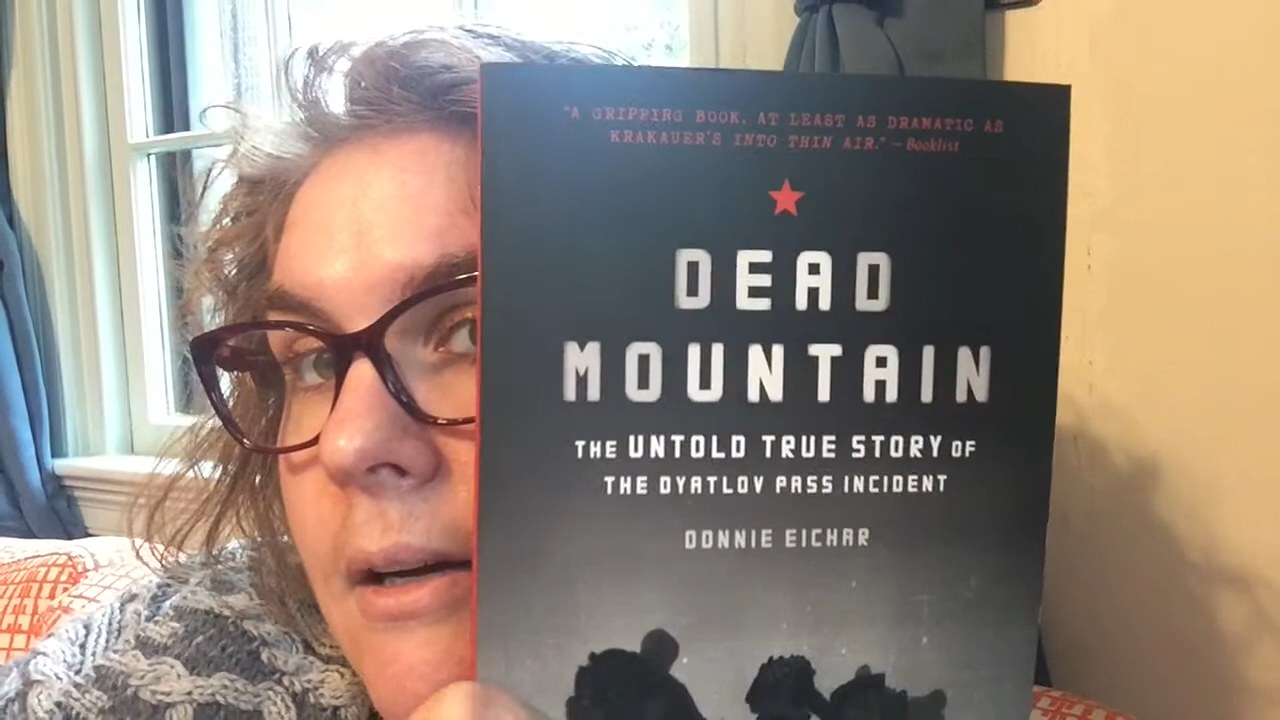 "A GRIPPING BOOK, AT LEAST AS DRAMATIC AS
KRAKAUER'S INTO THIN AIR." – Booklist
DEAD
MOUNTAIN
THE UNTOLD TRUE STORY OF
THE DYATLOV PASS INCIDENT
DONNIE EICHAR